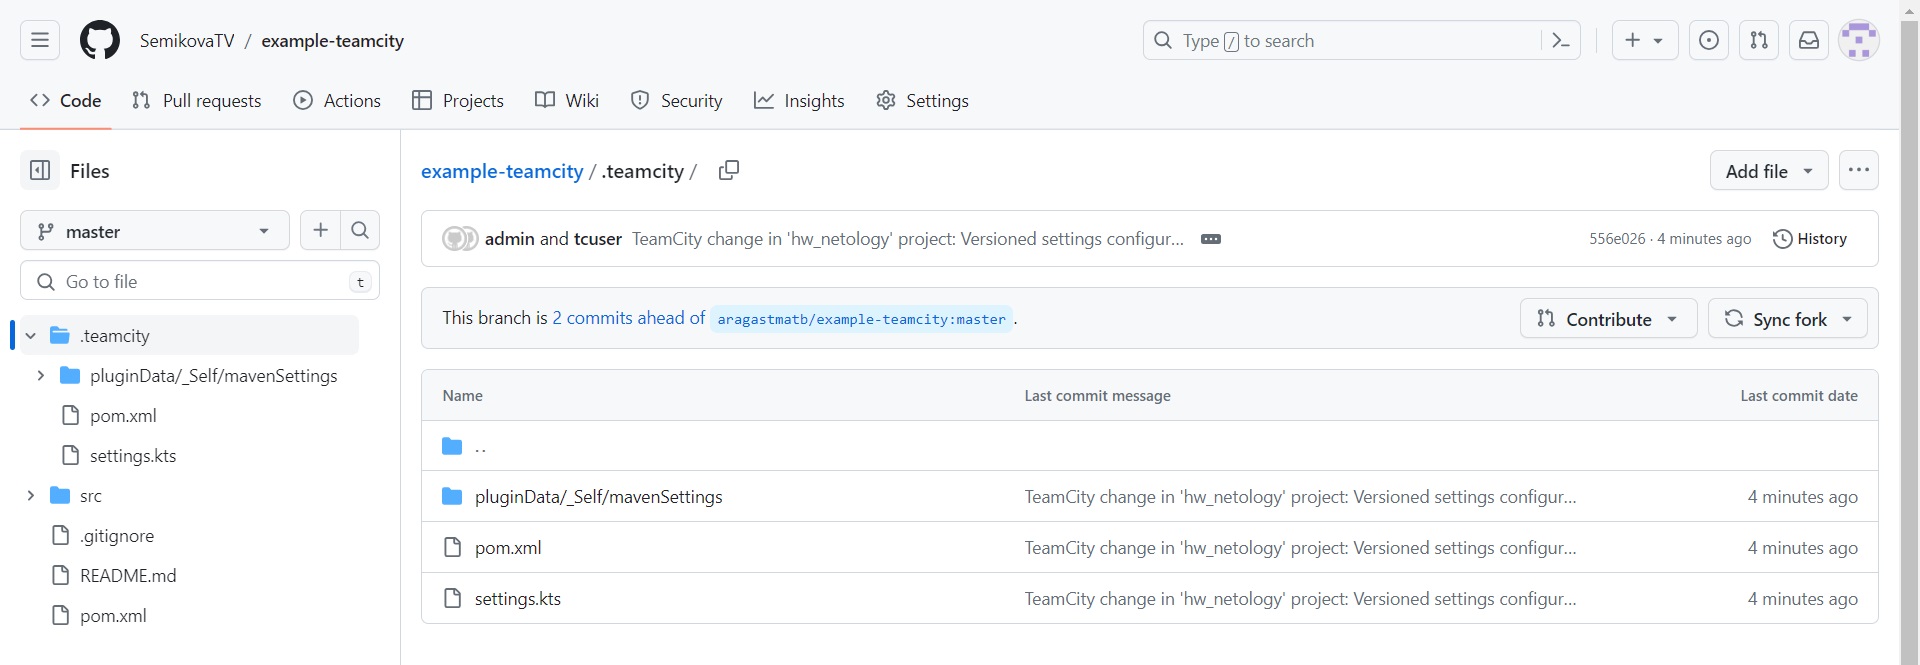 SemikovaTV / example-teamcity
Type / to search
Code Pull requests Actions Projects Wiki Security Insights Settings
Files
master
Go to file t
.teamcity
pluginData/_Self/mavenSettings
pom.xml
settings.kts
src
.gitignore
README.md
pom.xml
example-teamcity / .teamcity /
Add file
admin and tcuser TeamCity change in 'hw_netology' project: Versioned settings configur... 556e026 · 4 minutes ago History
This branch is 2 commits ahead of aragastmatb/example-teamcity:master.
Contribute Sync fork
Name Last commit message Last commit date
..
pluginData/_Self/mavenSettings TeamCity change in 'hw_netology' project: Versioned settings configur... 4 minutes ago
pom.xml TeamCity change in 'hw_netology' project: Versioned settings configur... 4 minutes ago
settings.kts TeamCity change in 'hw_netology' project: Versioned settings configur... 4 minutes ago